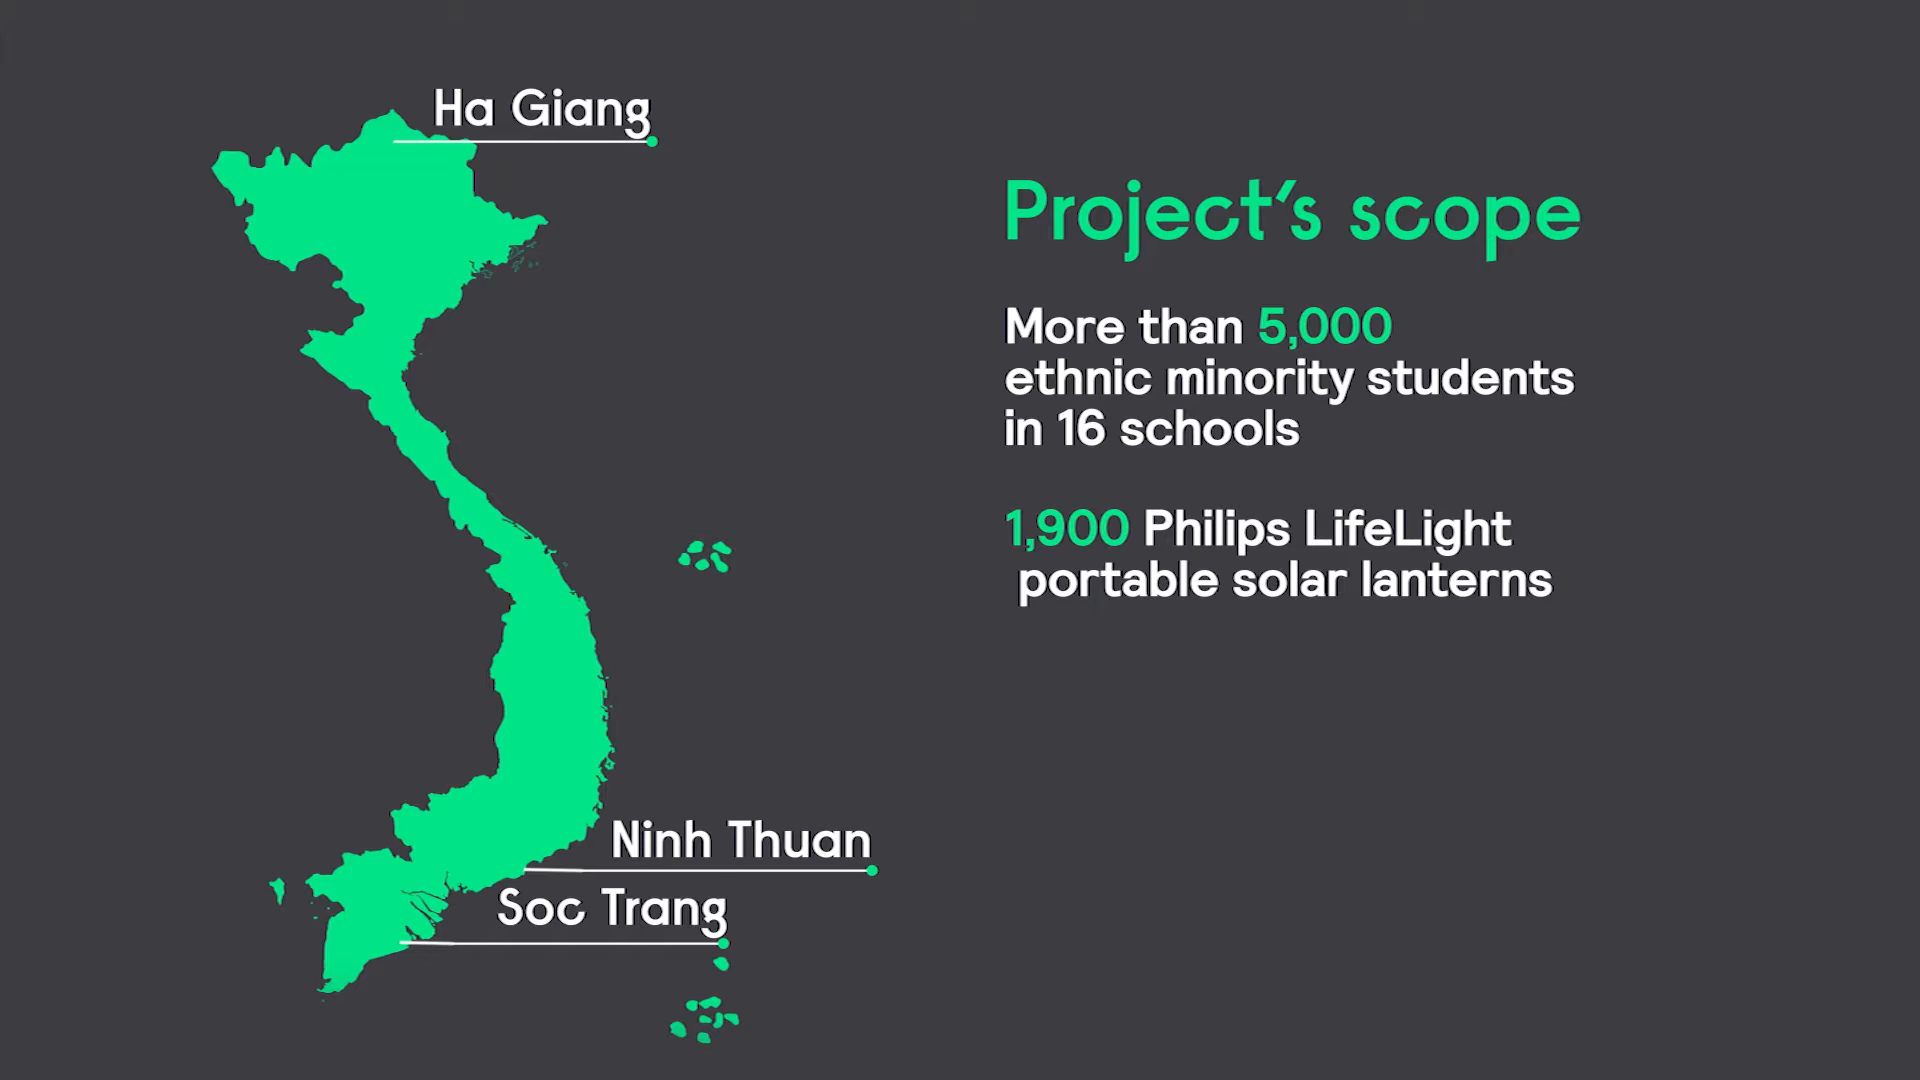 Ha Giang
Project's scope
More than 5,000
ethnic minority students
in 16 schools
1,900 Philips LifeLight
portable solar lanterns
Ninh Thuan
Soc Trang